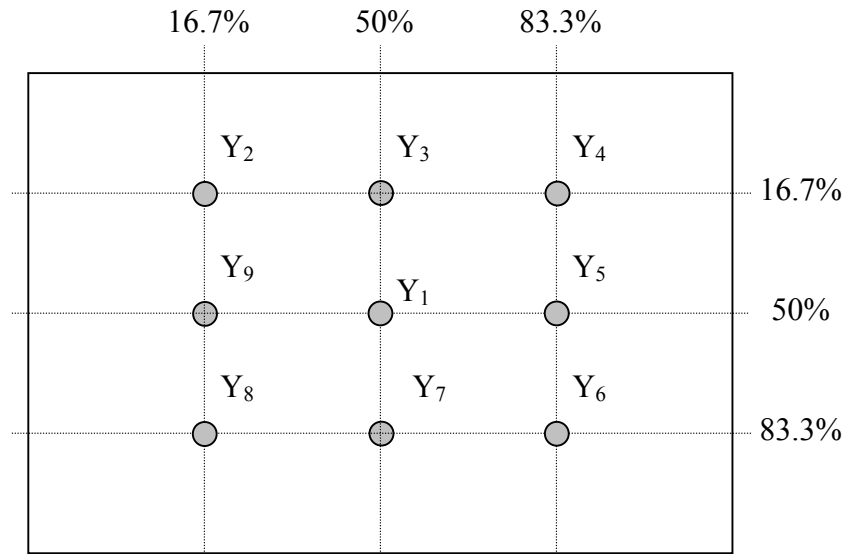 16.7% 50% 83.3%
Y₂ Y₃ Y₄
16.7%
Y₉ Y₁ Y₅
50%
Y₈ Y₇ Y₆
83.3%